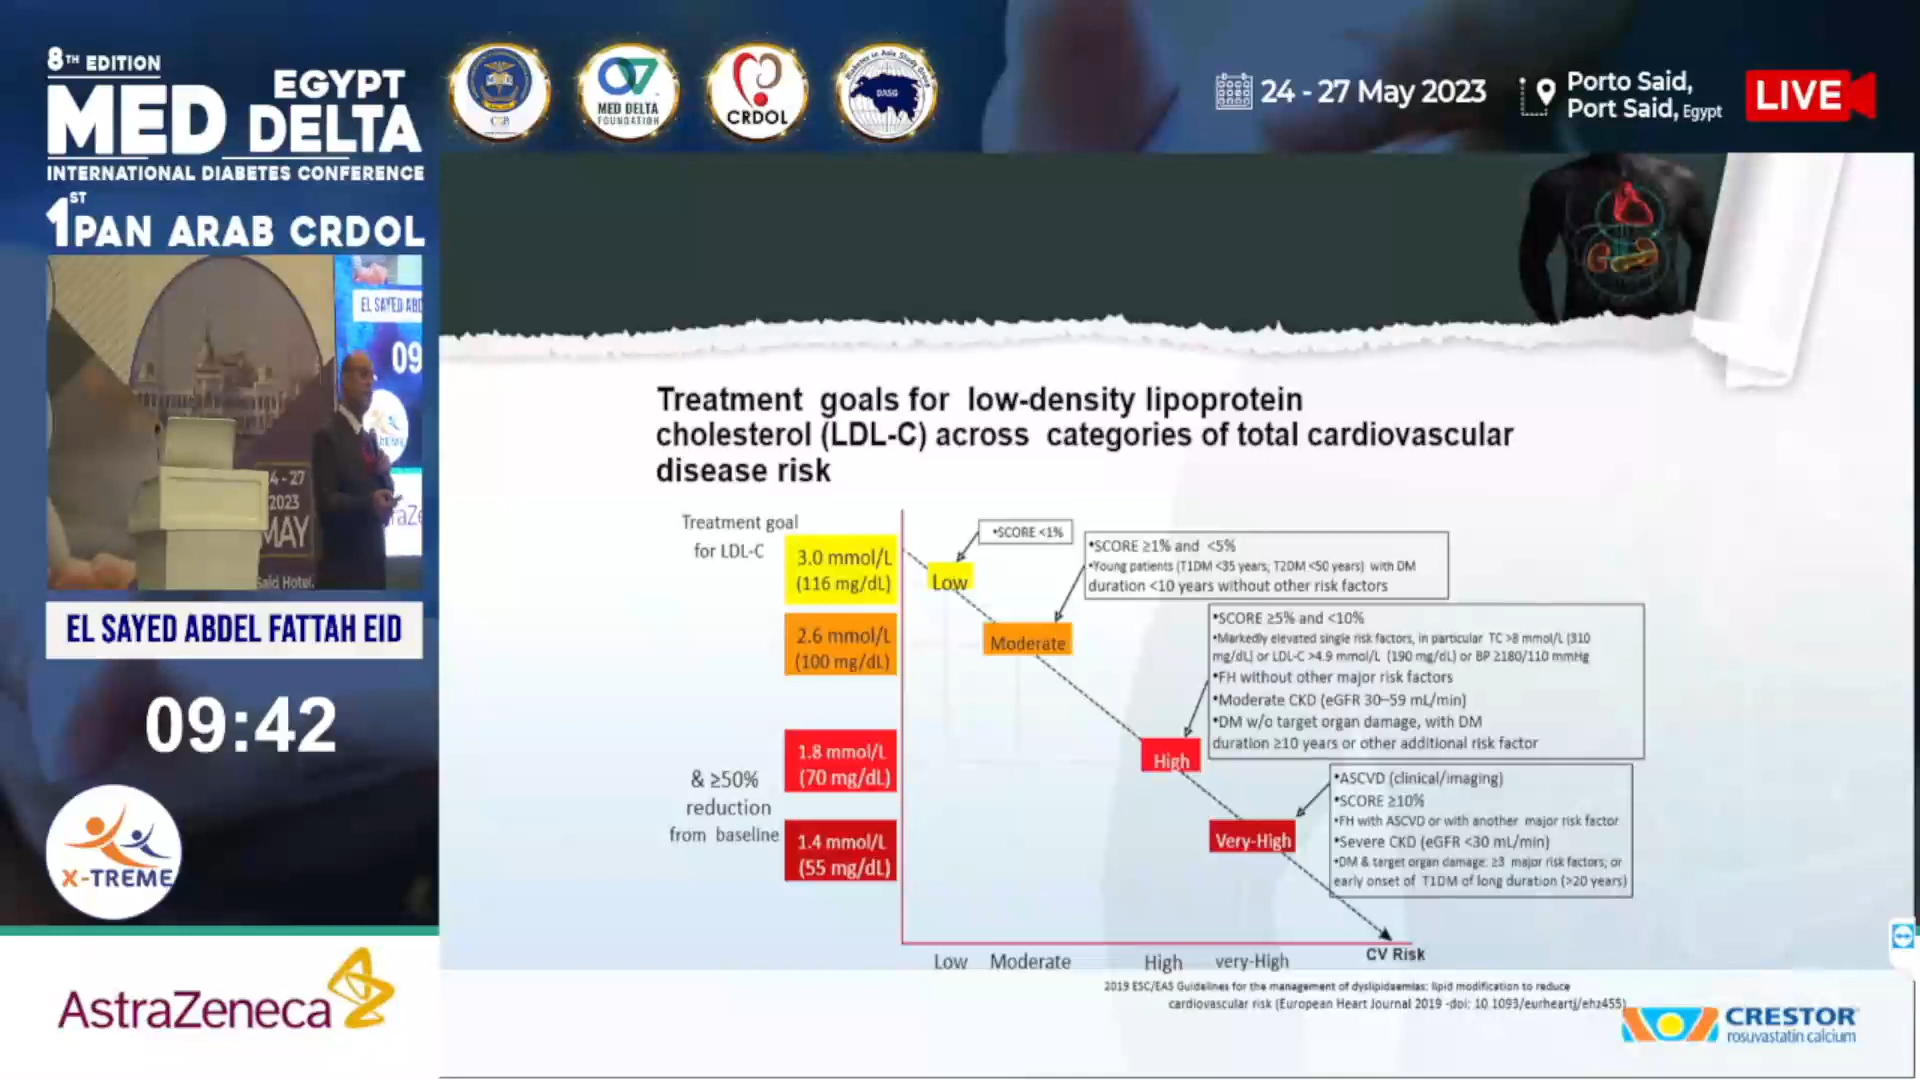 8TH EDITION
MED DELTA EGYPT
INTERNATIONAL DIABETES CONFERENCE
1ST PAN ARAB CRDOL
MED DELTA
FOUNDATION
CRDOL
DASG
24 - 27 May 2023
Porto Said,
Port Said, Egypt
LIVE
EL SAYED ABD
09
4 - 27
2023
MAY
Said Hotel.
EL SAYED ABDEL FATTAH EID
09:42
X-TREME
AstraZeneca
Treatment goals for low-density lipoprotein
cholesterol (LDL-C) across categories of total cardiovascular
disease risk
Treatment goal
for LDL-C
3.0 mmol/L
(116 mg/dL)
2.6 mmol/L
(100 mg/dL)
1.8 mmol/L
(70 mg/dL)
& ≥50%
reduction
from baseline
1.4 mmol/L
(55 mg/dL)
Low
•SCORE <1%
Moderate
•SCORE ≥1% and <5%
•Young patients (T1DM <35 years; T2DM <50 years) with DM
duration <10 years without other risk factors
High
•SCORE ≥5% and <10%
•Markedly elevated single risk factors, in particular TC >8 mmol/L (310
mg/dL) or LDL-C >4.9 mmol/L (190 mg/dL) or BP ≥180/110 mmHg
•FH without other major risk factors
•Moderate CKD (eGFR 30–59 mL/min)
•DM w/o target organ damage, with DM
duration ≥10 years or other additional risk factor
Very-High
•ASCVD (clinical/imaging)
•SCORE ≥10%
•FH with ASCVD or with another major risk factor
•Severe CKD (eGFR <30 mL/min)
•DM & target organ damage: ≥3 major risk factors; or
early onset of T1DM of long duration (>20 years)
CV Risk
Low Moderate High very-High
2019 ESC/EAS Guidelines for the management of dyslipidaemias: lipid modification to reduce
cardiovascular risk (European Heart Journal 2019 -doi: 10.1093/eurheartj/ehz455)
CRESTOR
rosuvastatin calcium